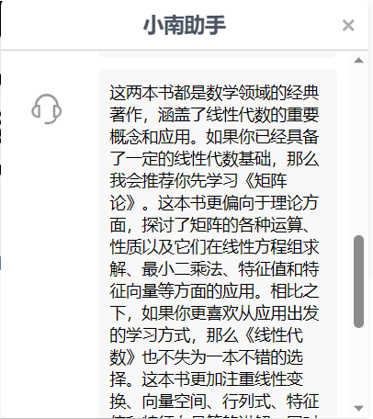 小南助手
这两本书都是数学领域的经典
著作，涵盖了线性代数的重要
概念和应用。如果你已经具备
了一定的线性代数基础，那么
我会推荐你先学习《矩阵
论》。这本书更偏向于理论方
面，探讨了矩阵的各种运算、
性质以及它们在线性方程组求
解、最小二乘法、特征值和特
征向量等方面的应用。相比之
下，如果你更喜欢从应用出发
的学习方式，那么《线性代
数》也不失为一本不错的选
择。这本书更加注重线性变
换、向量空间、行列式、特征